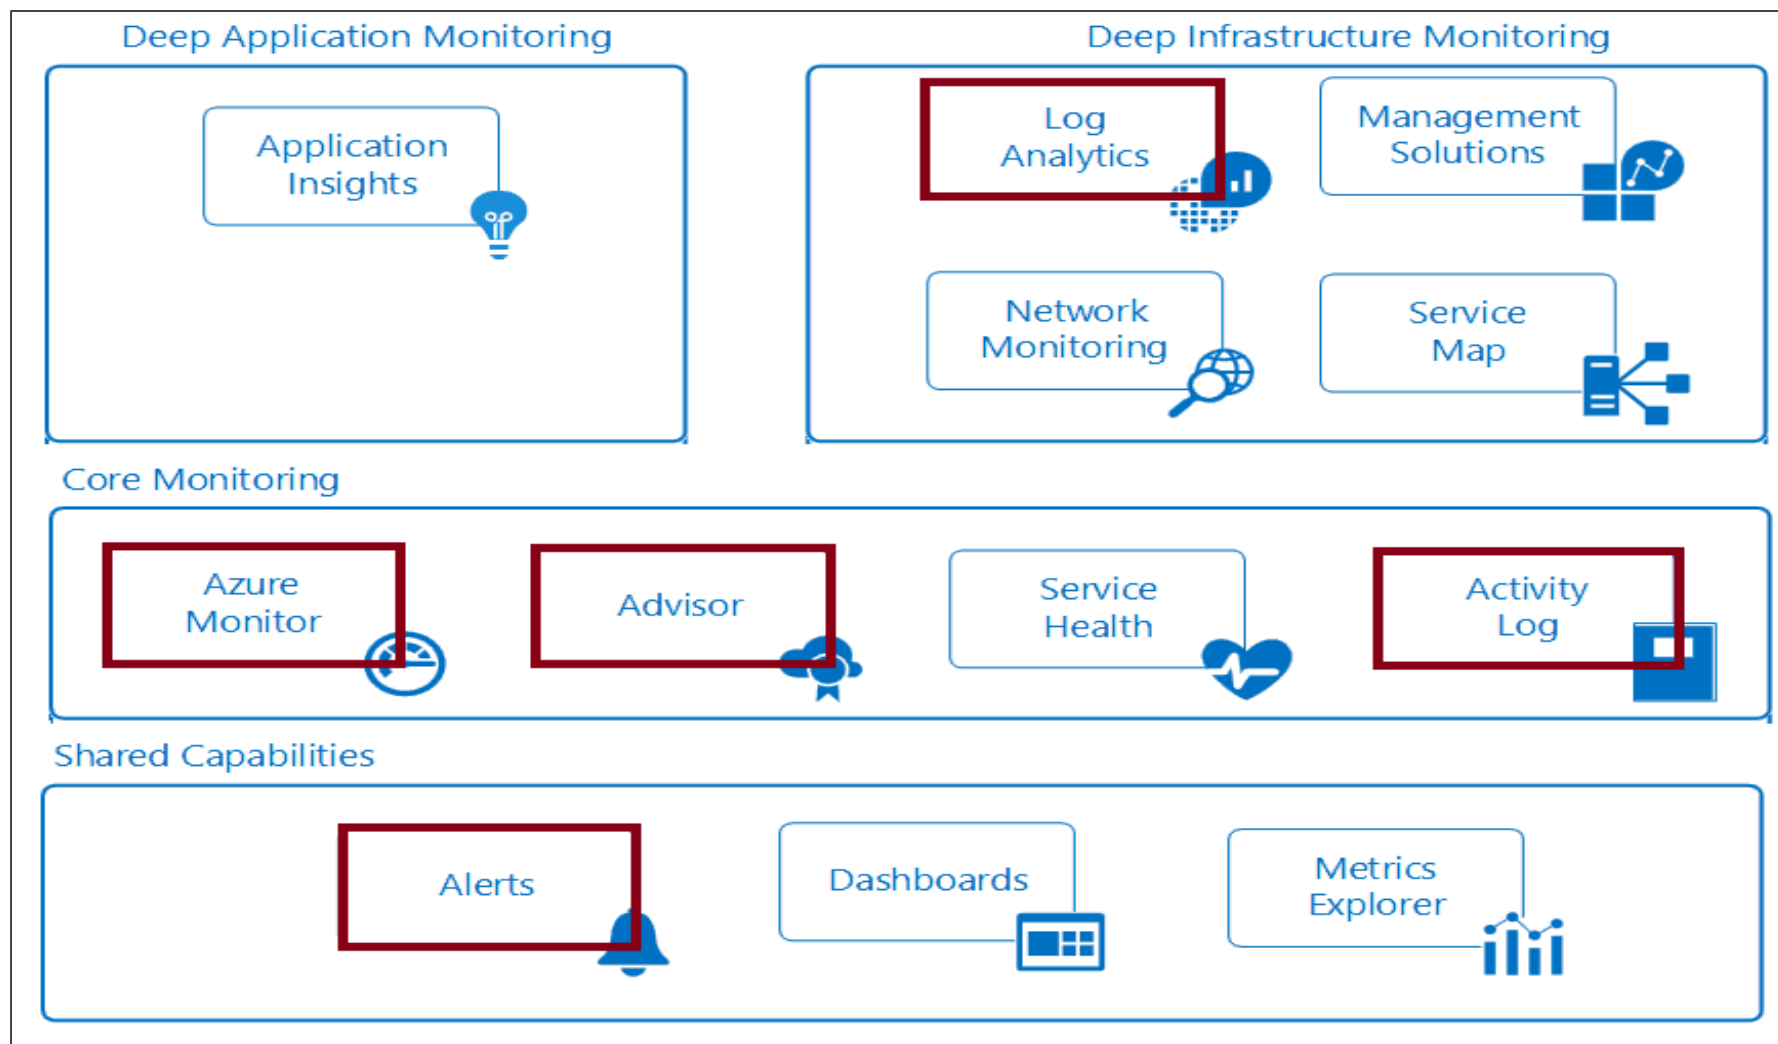 Deep Application Monitoring
Application
Insights
Deep Infrastructure Monitoring
Log
Analytics
Management
Solutions
Network
Monitoring
Service
Map
Core Monitoring
Azure
Monitor
Advisor
Service
Health
Activity
Log
Shared Capabilities
Alerts
Dashboards
Metrics
Explorer